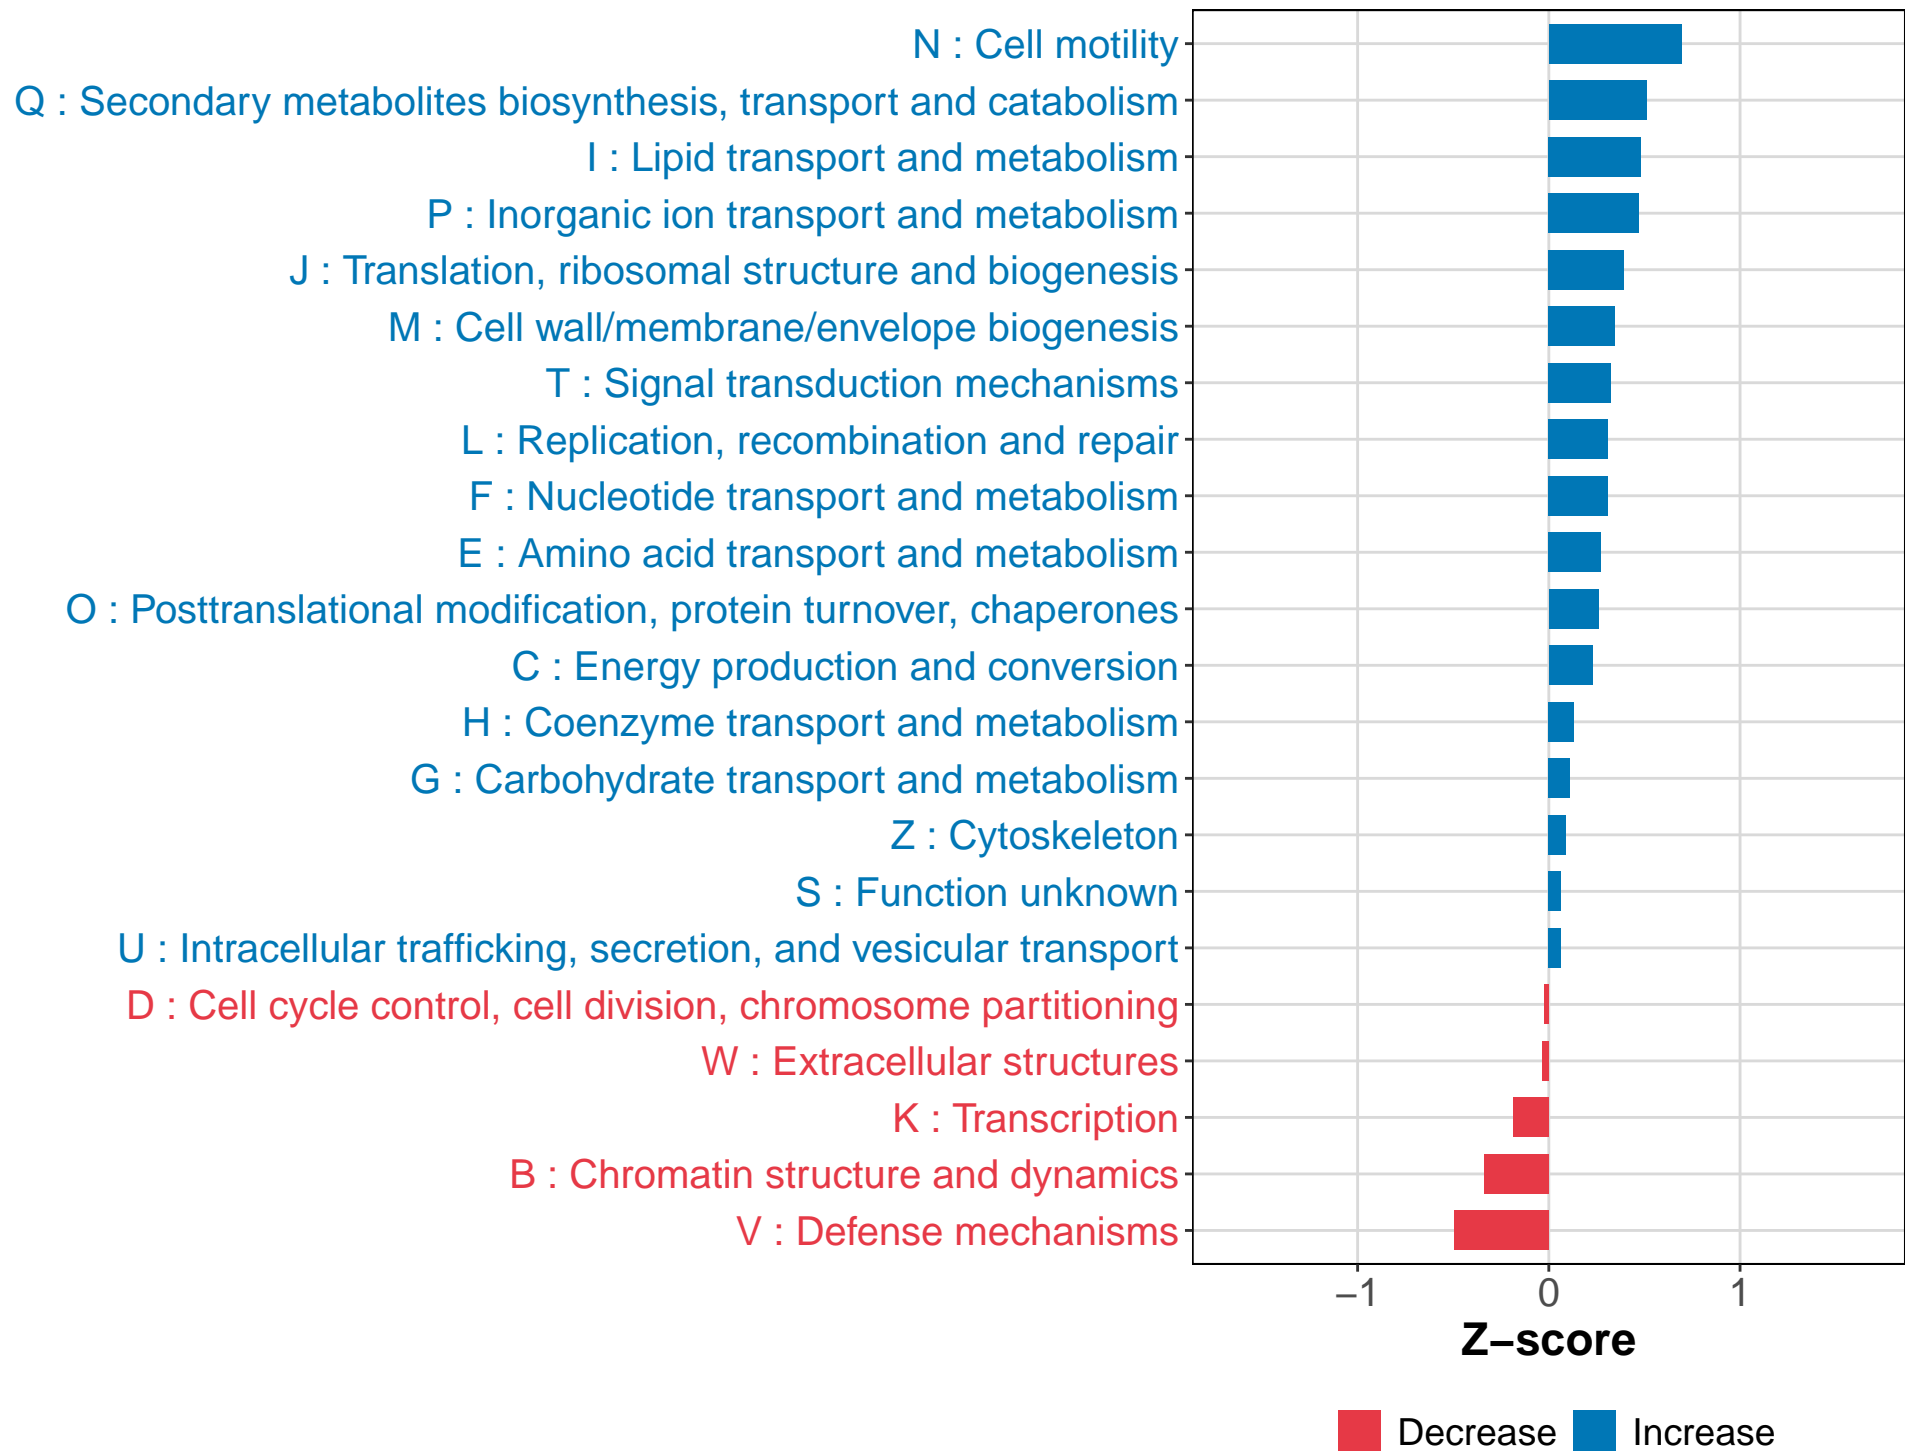 N : Cell motility
Q : Secondary metabolites biosynthesis, transport and catabolism
I : Lipid transport and metabolism
P : Inorganic ion transport and metabolism
J : Translation, ribosomal structure and biogenesis
M : Cell wall/membrane/envelope biogenesis
T : Signal transduction mechanisms
L : Replication, recombination and repair
F : Nucleotide transport and metabolism
E : Amino acid transport and metabolism
O : Posttranslational modification, protein turnover, chaperones
C : Energy production and conversion
H : Coenzyme transport and metabolism
G : Carbohydrate transport and metabolism
Z : Cytoskeleton
S : Function unknown
U : Intracellular trafficking, secretion, and vesicular transport
D : Cell cycle control, cell division, chromosome partitioning
W : Extracellular structures
K : Transcription
B : Chromatin structure and dynamics
V : Defense mechanisms
−1 0 1
Z−score
Decrease Increase